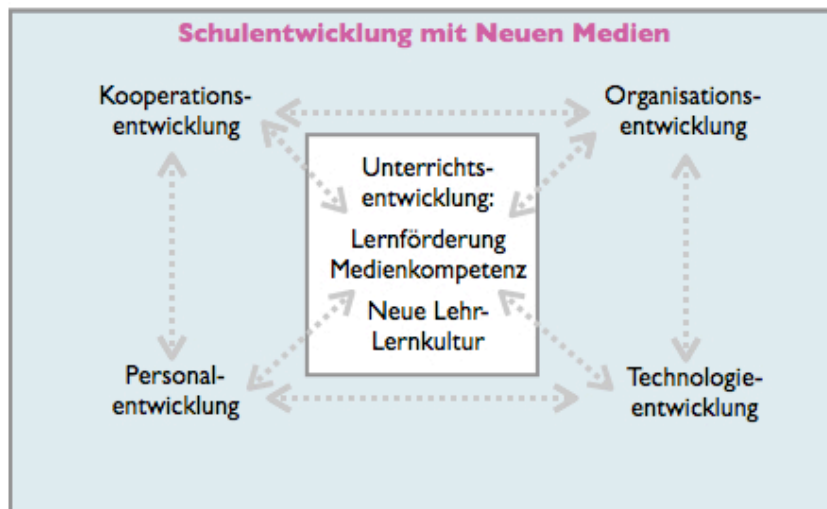 Schulentwicklung mit Neuen Medien
Kooperations-
entwicklung
Organisations-
entwicklung
Unterrichts-
entwicklung:
Lernförderung
Medienkompetenz
Neue Lehr-
Lernkultur
Personal-
entwicklung
Technologie-
entwicklung